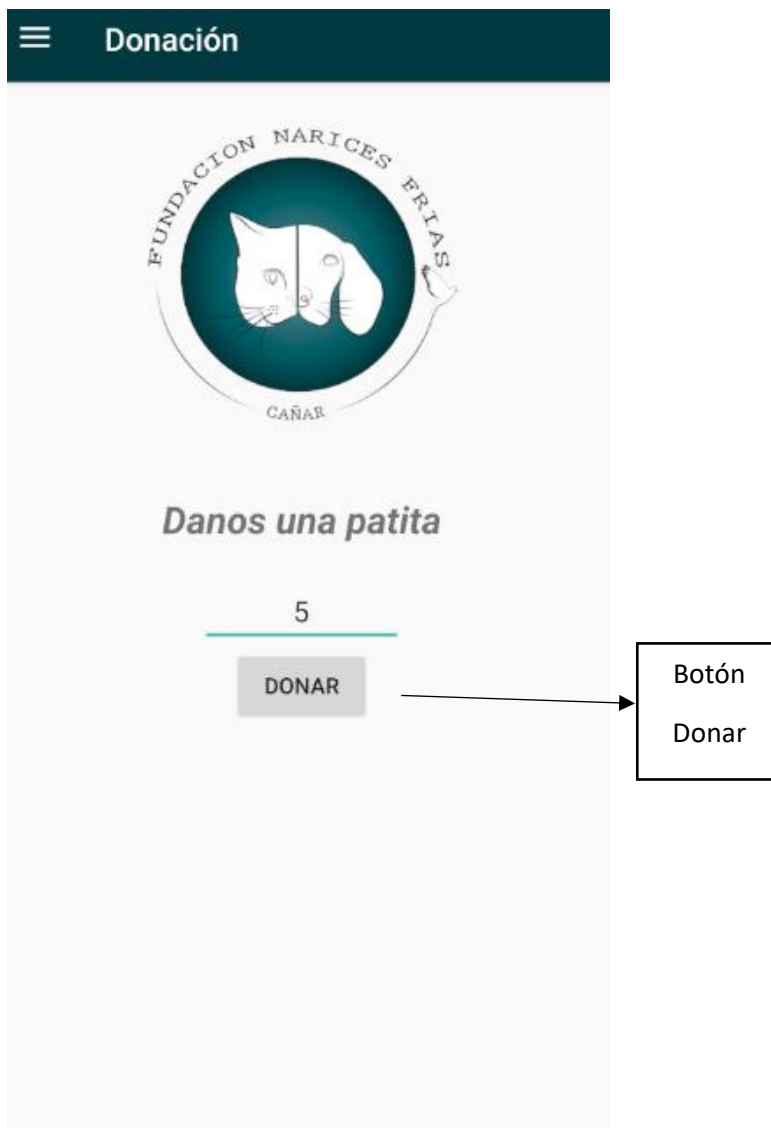 Donación
FUNDACION NARICES FRIAS
CAÑAR
Danos una patita
5
DONAR
Botón
Donar